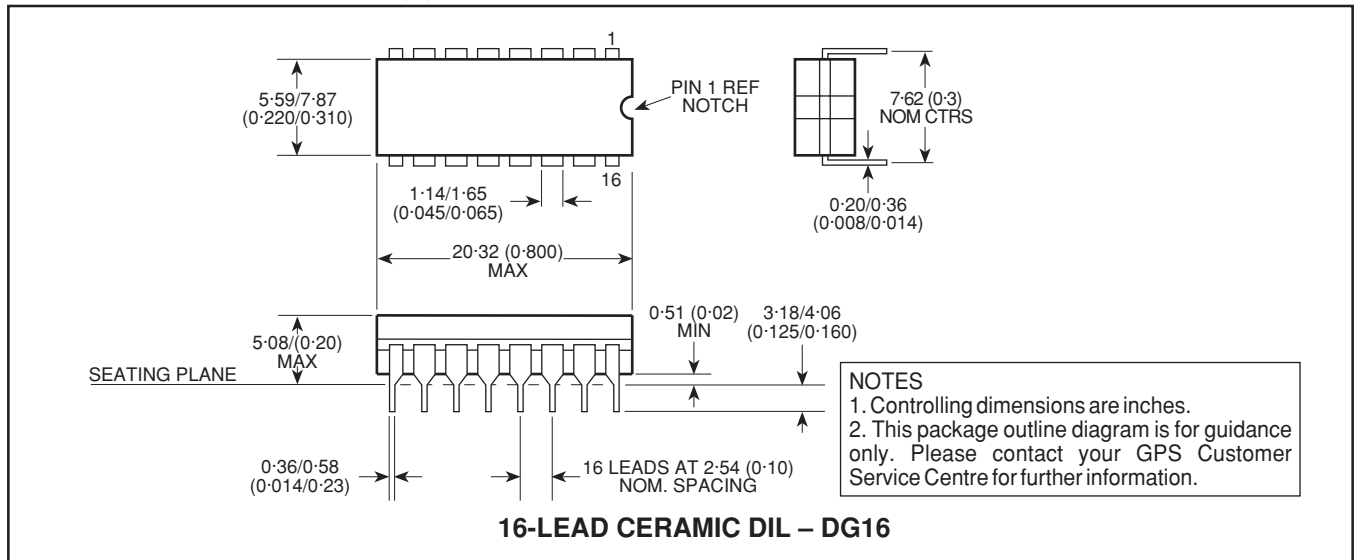 1
5·59/7·87
(0·220/0·310)
PIN 1 REF
NOTCH
7·62 (0·3)
NOM CTRS
16
1·14/1·65
(0·045/0·065)
0·20/0·36
(0·008/0·014)
20·32 (0·800)
MAX
0·51 (0·02)
MIN
3·18/4·06
(0·125/0·160)
5·08/(0·20)
MAX
SEATING PLANE
NOTES
1. Controlling dimensions are inches.
2. This package outline diagram is for guidance
only. Please contact your GPS Customer
Service Centre for further information.
0·36/0·58
(0·014/0·23)
16 LEADS AT 2·54 (0·10)
NOM. SPACING
16-LEAD CERAMIC DIL – DG16